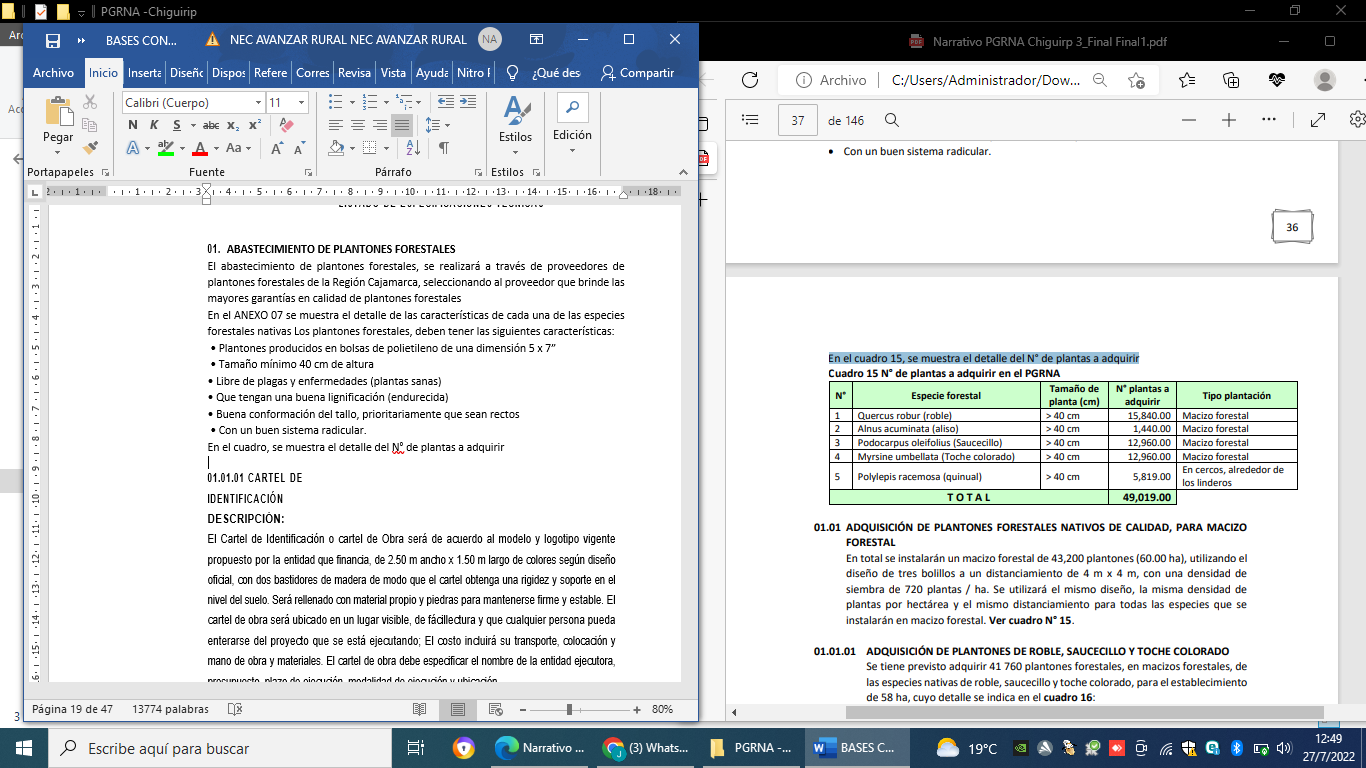 PGRNA -Chiguirip
BASES CON...
NEC AVANZAR RURAL NEC AVANZAR RURAL
NA
Archivo
Inicio
Inserta
Diseñ
Dispos
Refere
Corres
Revisa
Vista
Ayuda
Nitro P
¿Qué des
Compartir
Pegar
Calibri (Cuerpo)
11
N K S abc x₂ x²
Aa
Estilos
Edición
Portapapeles
Fuente
Párrafo
Estilos
LISTADO DE ESPECIFICACIONES TECNICAS
01. ABASTECIMIENTO DE PLANTONES FORESTALES
El abastecimiento de plantones forestales, se realizará a través de proveedores de
plantones forestales de la Región Cajamarca, seleccionando al proveedor que brinde las
mayores garantías en calidad de plantones forestales
En el ANEXO 07 se muestra el detalle de las características de cada una de las especies
forestales nativas Los plantones forestales, deben tener las siguientes características:
• Plantones producidos en bolsas de polietileno de una dimensión 5 x 7”
• Tamaño mínimo 40 cm de altura
• Libre de plagas y enfermedades (plantas sanas)
• Que tengan una buena lignificación (endurecida)
• Buena conformación del tallo, prioritariamente que sean rectos
• Con un buen sistema radicular.
En el cuadro, se muestra el detalle del N° de plantas a adquirir
01.01.01 CARTEL DE
IDENTIFICACIÓN
DESCRIPCIÓN:
El Cartel de Identificación o cartel de Obra será de acuerdo al modelo y logotipo vigente
propuesto por la entidad que financia, de 2.50 m ancho x 1.50 m largo de colores según diseño
oficial, con dos bastidores de madera de modo que el cartel obtenga una rigidez y soporte en el
nivel del suelo. Será rellenado con material propio y piedras para mantenerse firme y estable. El
cartel de obra será ubicado en un lugar visible, de fácillectura y que cualquier persona pueda
enterarse del proyecto que se está ejecutando; El costo incluirá su transporte, colocación y
mano de obra y materiales. El cartel de obra debe especificar el nombre de la entidad ejecutora,
presupuesto, plazo de ejecución, modalidad de ejecución y ubicación
Página 19 de 47
13774 palabras
80%
Narrativo PGRNA Chiguirp 3_Final Final1.pdf
Archivo
C:/Users/Administrador/Dow...
37
de 146
• Con un buen sistema radicular.
36
En el cuadro 15, se muestra el detalle del N° de plantas a adquirir
Cuadro 15 N° de plantas a adquirir en el PGRNA
N° Especie forestal Tamaño de planta (cm) N° plantas a adquirir Tipo plantación
1 Quercus robur (roble) > 40 cm 15,840.00 Macizo forestal
2 Alnus acuminata (aliso) > 40 cm 1,440.00 Macizo forestal
3 Podocarpus oleifolius (Saucecillo) > 40 cm 12,960.00 Macizo forestal
4 Myrsine umbellata (Toche colorado) > 40 cm 12,960.00 Macizo forestal
5 Polylepis racemosa (quinual) > 40 cm 5,819.00 En cercos, alrededor de los linderos
T O T A L 49,019.00
01.01 ADQUISICIÓN DE PLANTONES FORESTALES NATIVOS DE CALIDAD, PARA MACIZO
FORESTAL
En total se instalarán un macizo forestal de 43,200 plantones (60.00 ha), utilizando el
diseño de tres bolillos a un distanciamiento de 4 m x 4 m, con una densidad de
siembra de 720 plantas / ha. Se utilizará el mismo diseño, la misma densidad de
plantas por hectárea y el mismo distanciamiento para todas las especies que se
instalarán en macizo forestal. Ver cuadro N° 15.
01.01.01 ADQUISICIÓN DE PLANTONES DE ROBLE, SAUCECILLO Y TOCHE COLORADO
Se tiene previsto adquirir 41 760 plantones forestales, en macizos forestales, de
las especies nativas de roble, saucecillo y toche colorado, para el establecimiento
de 58 ha, cuyo detalle se indica en el cuadro 16:
Escribe aquí para buscar
Narrativo ...
(3) Whats...
PGRNA -...
BASES C...
19°C
12:49
27/7/2022